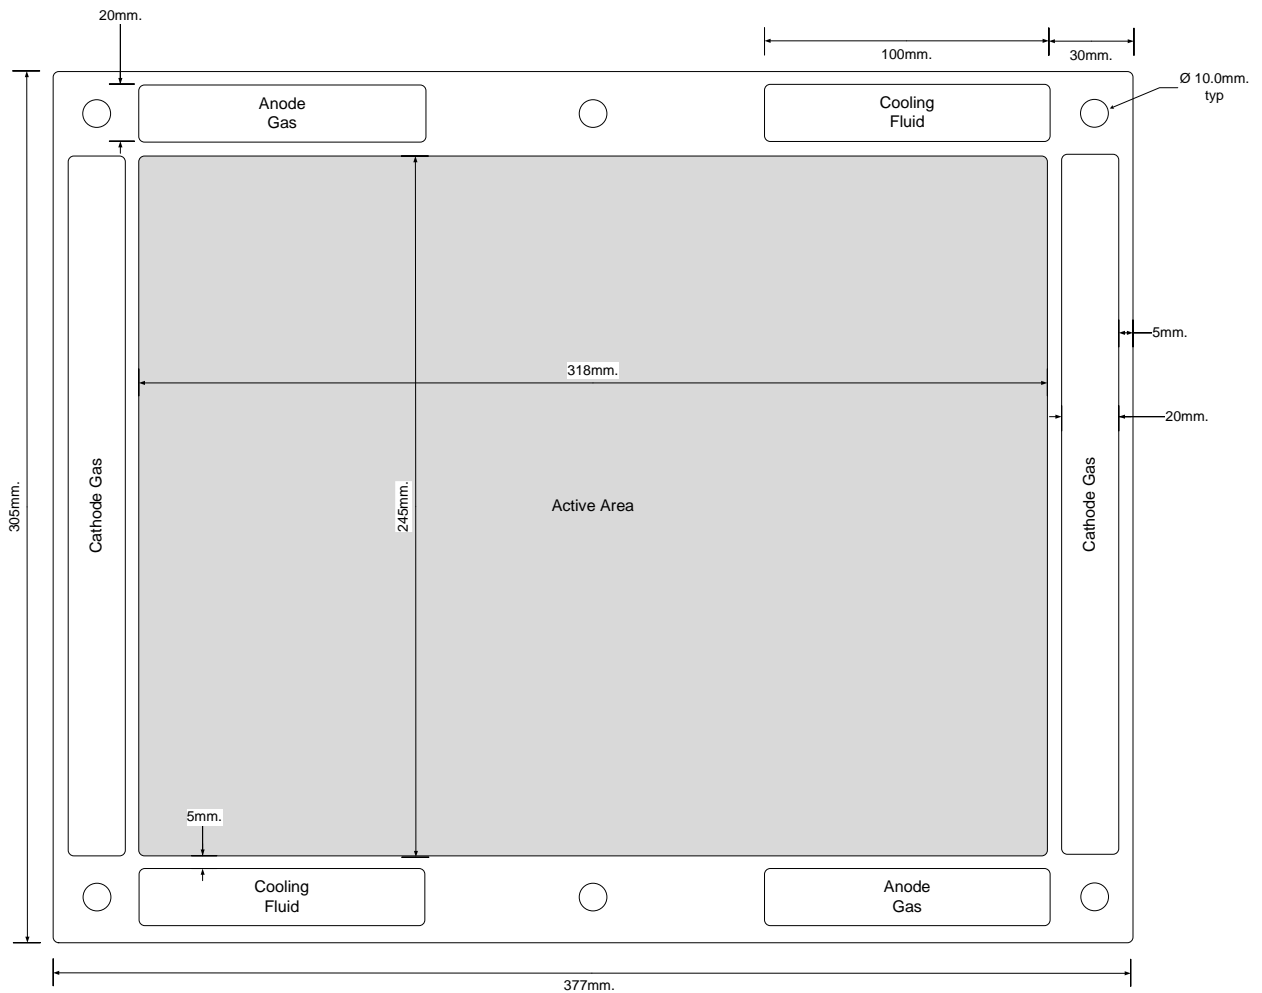 20mm.
100mm.
30mm.
Ø 10.0mm.
typ
Anode
Gas
Cooling
Fluid
5mm.
318mm.
20mm.
305mm.
Cathode Gas
245mm.
Active Area
Cathode Gas
5mm.
Cooling
Fluid
Anode
Gas
377mm.